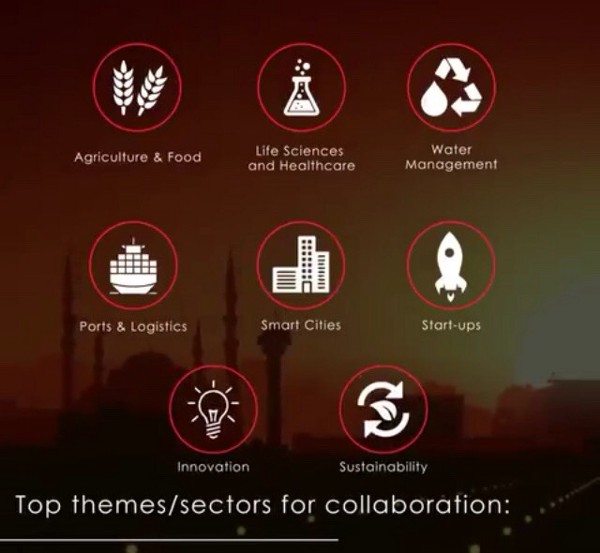 Agriculture & Food
Life Sciences
and Healthcare
Water
Management
Ports & Logistics
Smart Cities
Start-ups
Innovation
Sustainability
Top themes/sectors for collaboration: